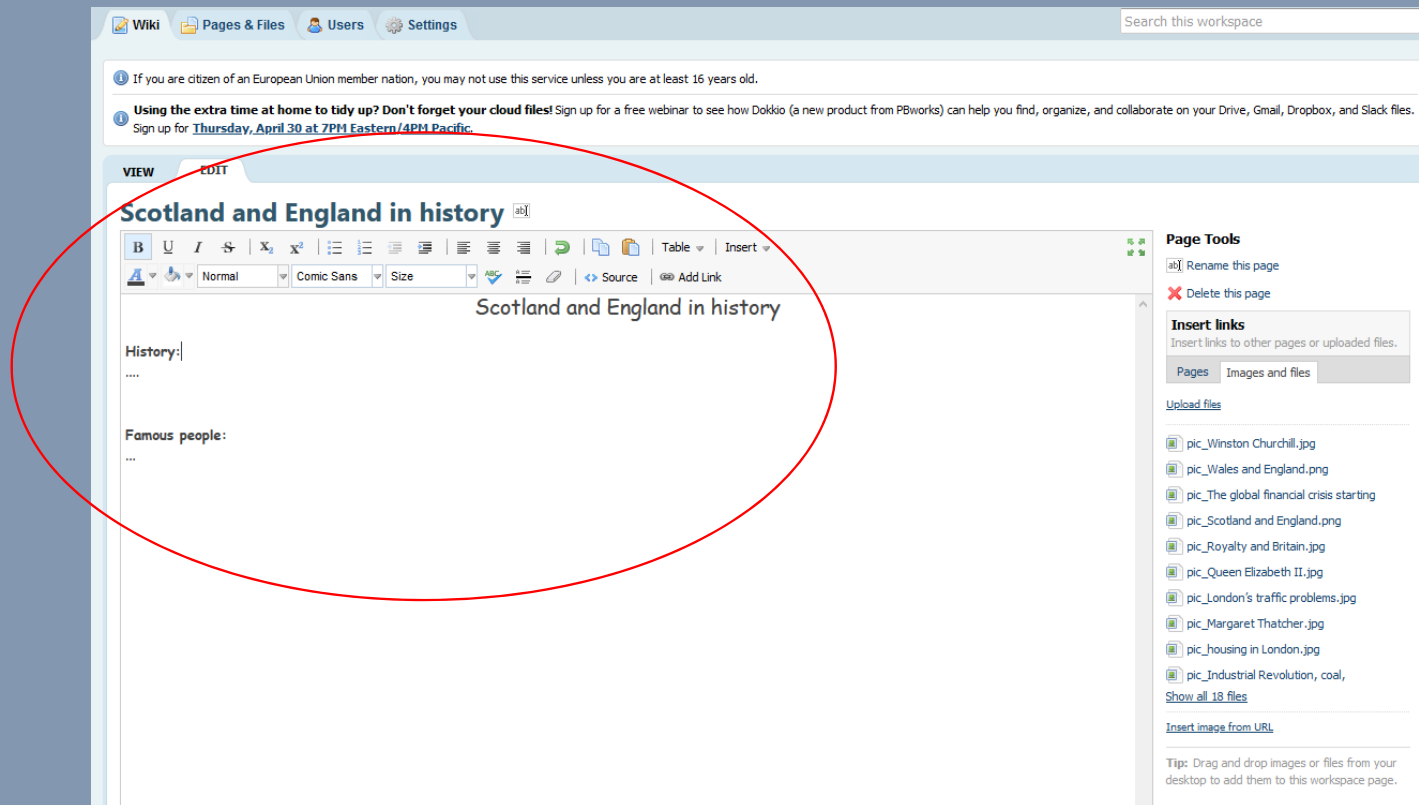 Wiki
Pages & Files
Users
Settings
Search this workspace
If you are citizen of an European Union member nation, you may not use this service unless you are at least 16 years old.
Using the extra time at home to tidy up? Don't forget your cloud files! Sign up for a free webinar to see how Dokkio (a new product from PBworks) can help you find, organize, and collaborate on your Drive, Gmail, Dropbox, and Slack files.
Sign up for Thursday, April 30 at 7PM Eastern/4PM Pacific.
VIEW
EDIT
Scotland and England in history
B U I S X₂ x² Table Insert
A Normal Comic Sans Size ABC Source Add Link
Scotland and England in history
History:
....
Famous people:
...
Page Tools
Rename this page
Delete this page
Insert links
Insert links to other pages or uploaded files.
Pages Images and files
Upload files
pic_Winston Churchill.jpg
pic_Wales and England.png
pic_The global financial crisis starting
pic_Scotland and England.png
pic_Royalty and Britain.jpg
pic_Queen Elizabeth II.jpg
pic_London's traffic problems.jpg
pic_Margaret Thatcher.jpg
pic_housing in London.jpg
pic_Industrial Revolution, coal,
Show all 18 files
Insert image from URL
Tip: Drag and drop images or files from your
desktop to add them to this workspace page.